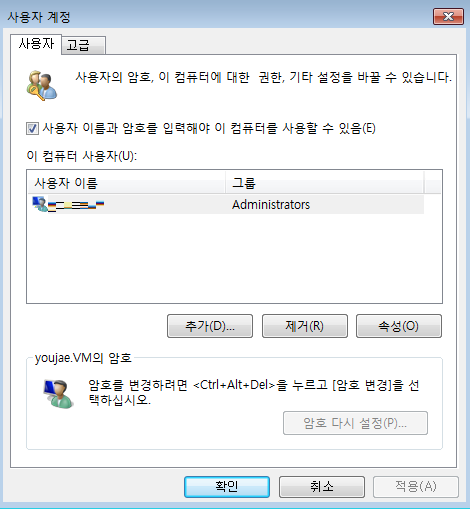 사용자 계정
사용자
고급
사용자의 암호, 이 컴퓨터에 대한 권한, 기타 설정을 바꿀 수 있습니다.
사용자 이름과 암호를 입력해야 이 컴퓨터를 사용할 수 있음(E)
이 컴퓨터 사용자(U):
사용자 이름 그룹
Administrators
추가(D)... 제거(R) 속성(O)
youjae.VM의 암호
암호를 변경하려면 <Ctrl+Alt+Del>을 누르고 [암호 변경]을 선
택하십시오.
암호 다시 설정(P)...
확인 취소 적용(A)